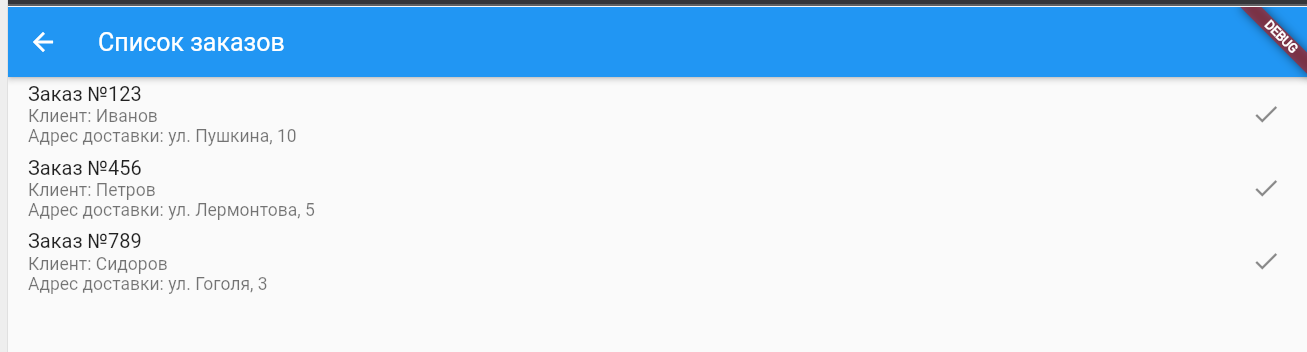 Список заказов
DEBUG
Заказ №123
Клиент: Иванов
Адрес доставки: ул. Пушкина, 10
Заказ №456
Клиент: Петров
Адрес доставки: ул. Лермонтова, 5
Заказ №789
Клиент: Сидоров
Адрес доставки: ул. Гоголя, 3